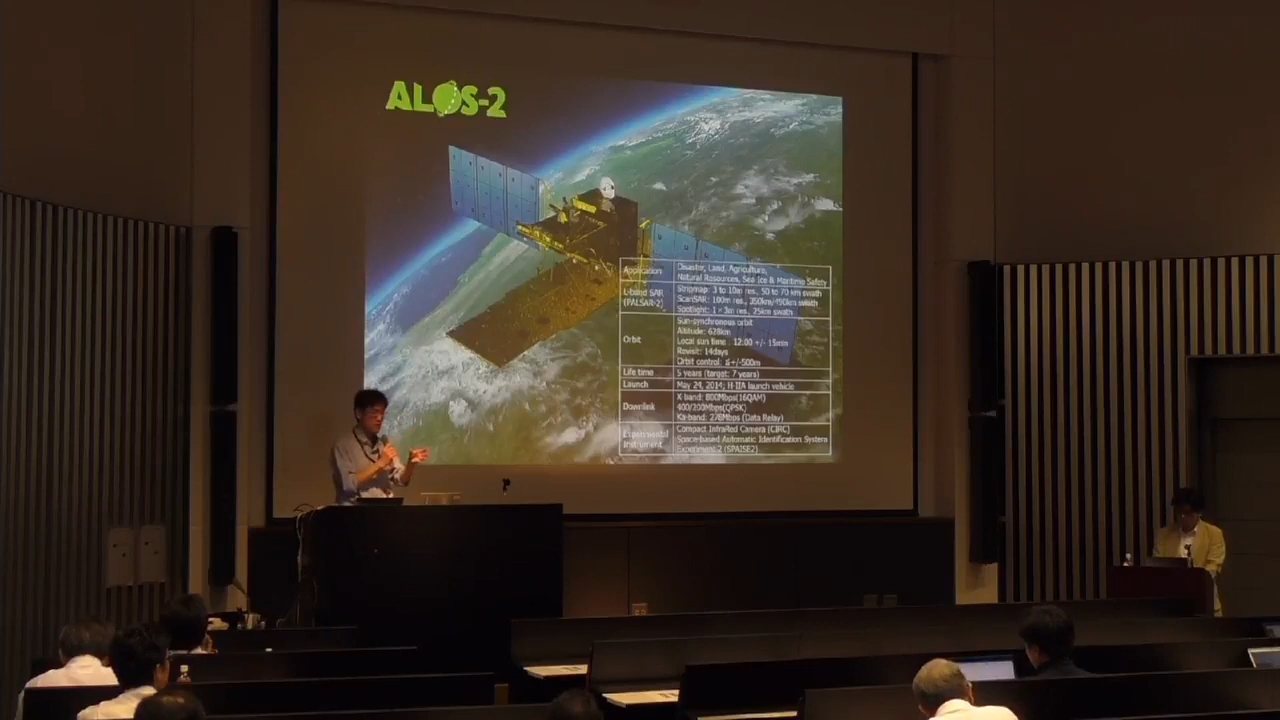 ALOS-2
Application
Disaster, Land, Agriculture,
Natural Resources, Sea Ice & Maritime Safety
L-band SAR
(PALSAR-2)
Stripmap: 3 to 10m res., 50 to 70 km swath
ScanSAR: 100m res., 350km/490km swath
Spotlight: 1×3m res., 25km swath
Orbit
Sun-synchronous orbit
Altitude: 628km
Local sun time : 12:00 +/- 15min
Revisit: 14days
Orbit control: ≦+/-500m
Life time
5 years (target: 7 years)
Launch
May 24, 2014; H-IIA launch vehicle
Downlink
X-band: 800Mbps(16QAM)
400/200Mbps(QPSK)
Ka-band: 278Mbps (Data Relay)
Experimental
Instrument
Compact InfraRed Camera (CIRC)
Space-based Automatic Identification System
Experiment 2 (SPAISE2)